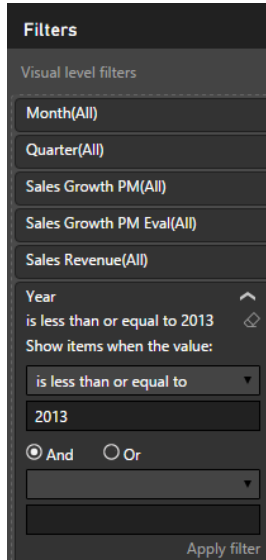 Filters
Visual level filters
Month(All)
Quarter(All)
Sales Growth PM(All)
Sales Growth PM Eval(All)
Sales Revenue(All)
Year
is less than or equal to 2013
Show items when the value:
is less than or equal to
2013
And Or
Apply filter